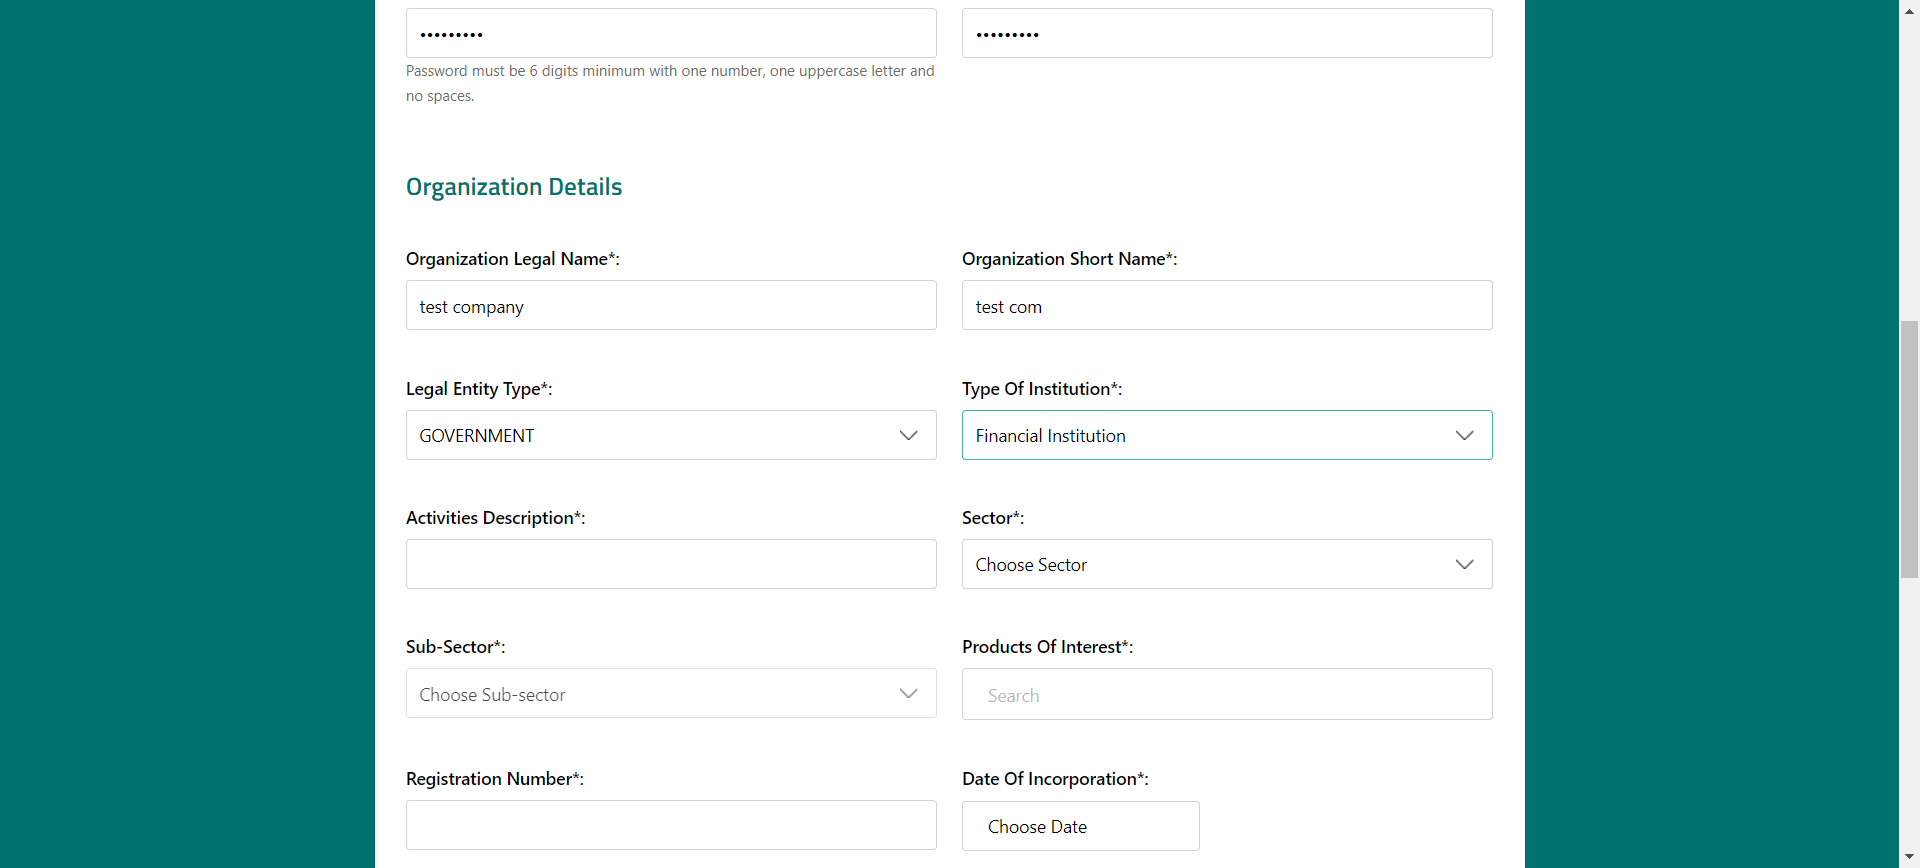 •••••••••
•••••••••
Password must be 6 digits minimum with one number, one uppercase letter and
no spaces.
Organization Details
Organization Legal Name*:
Organization Short Name*:
test company
test com
Legal Entity Type*:
Type Of Institution*:
GOVERNMENT
Financial Institution
Activities Description*:
Sector*:
Choose Sector
Sub-Sector*:
Products Of Interest*:
Choose Sub-sector
Search
Registration Number*:
Date Of Incorporation*:
Choose Date